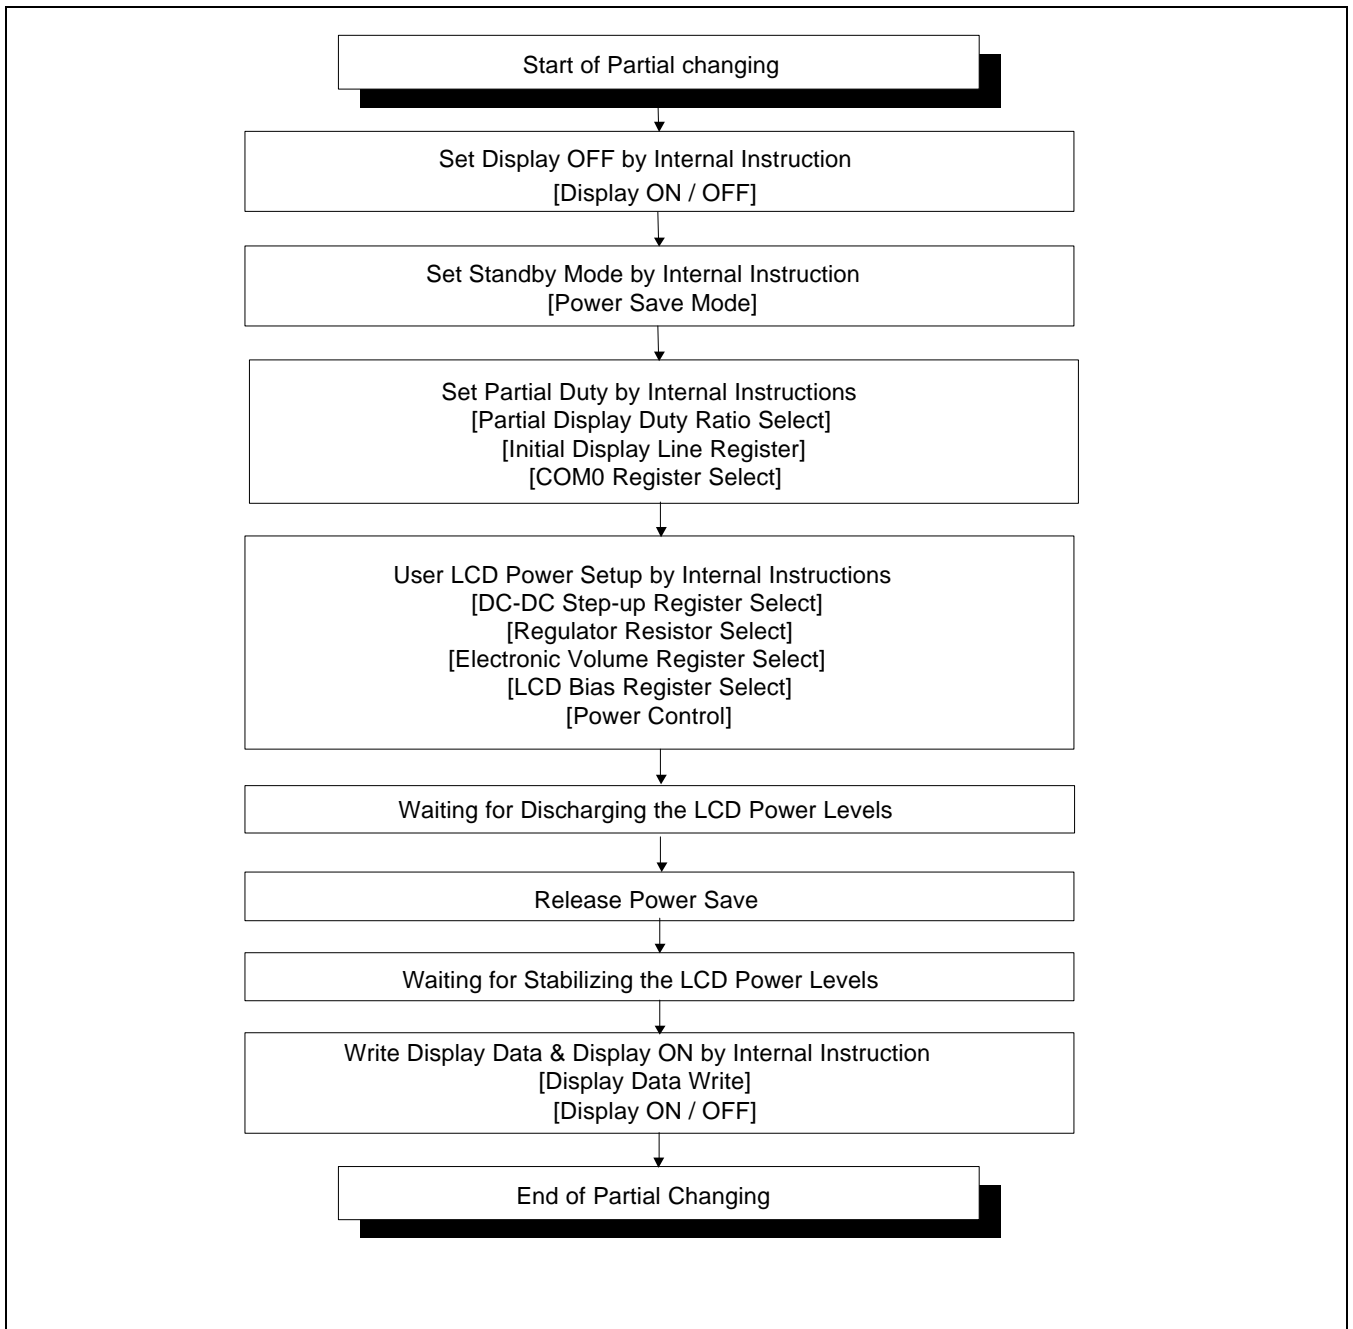 Start of Partial changing
Set Display OFF by Internal Instruction
[Display ON / OFF]
Set Standby Mode by Internal Instruction
[Power Save Mode]
Set Partial Duty by Internal Instructions
[Partial Display Duty Ratio Select]
[Initial Display Line Register]
[COM0 Register Select]
User LCD Power Setup by Internal Instructions
[DC-DC Step-up Register Select]
[Regulator Resistor Select]
[Electronic Volume Register Select]
[LCD Bias Register Select]
[Power Control]
Waiting for Discharging the LCD Power Levels
Release Power Save
Waiting for Stabilizing the LCD Power Levels
Write Display Data & Display ON by Internal Instruction
[Display Data Write]
[Display ON / OFF]
End of Partial Changing